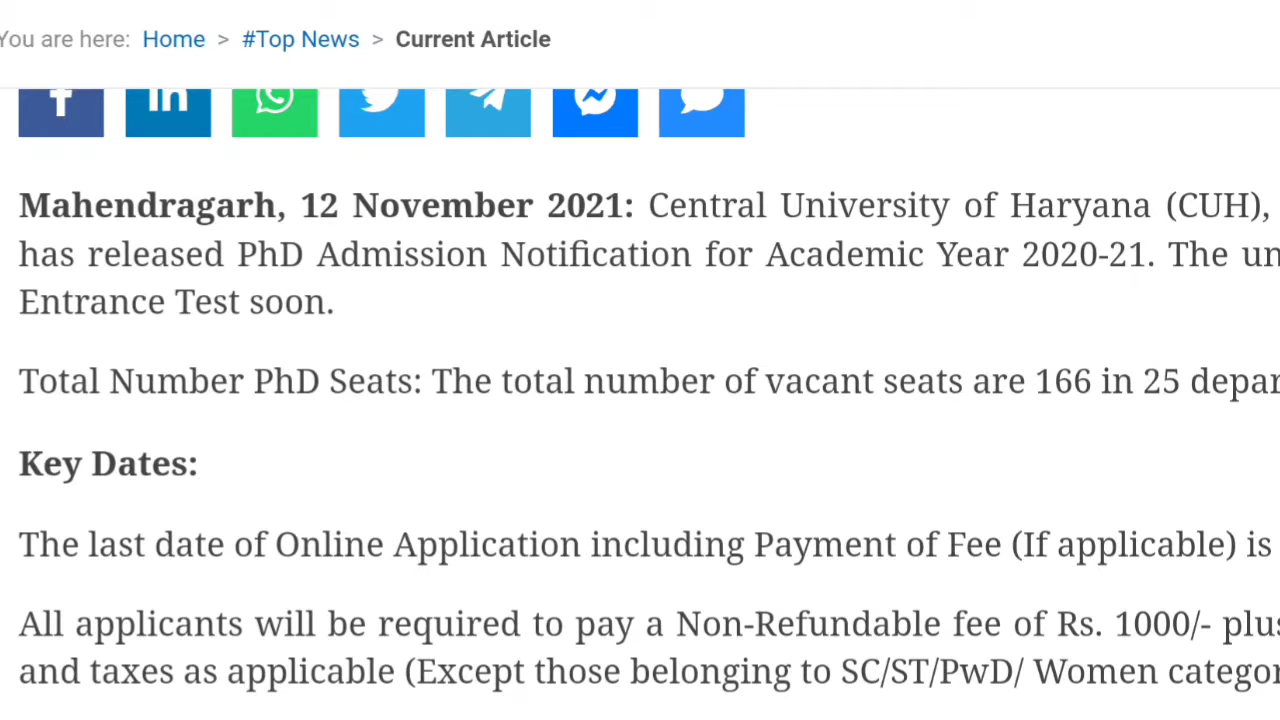 You are here: Home > #Top News > Current Article
Mahendragarh, 12 November 2021: Central University of Haryana (CUH),
has released PhD Admission Notification for Academic Year 2020-21. The
Entrance Test soon.
Total Number PhD Seats: The total number of vacant seats are 166 in 25
Key Dates:
The last date of Online Application including Payment of Fee (If applicable) is
All applicants will be required to pay a Non-Refundable fee of Rs. 1000/- plus
and taxes as applicable (Except those belonging to SC/ST/PwD/ Women